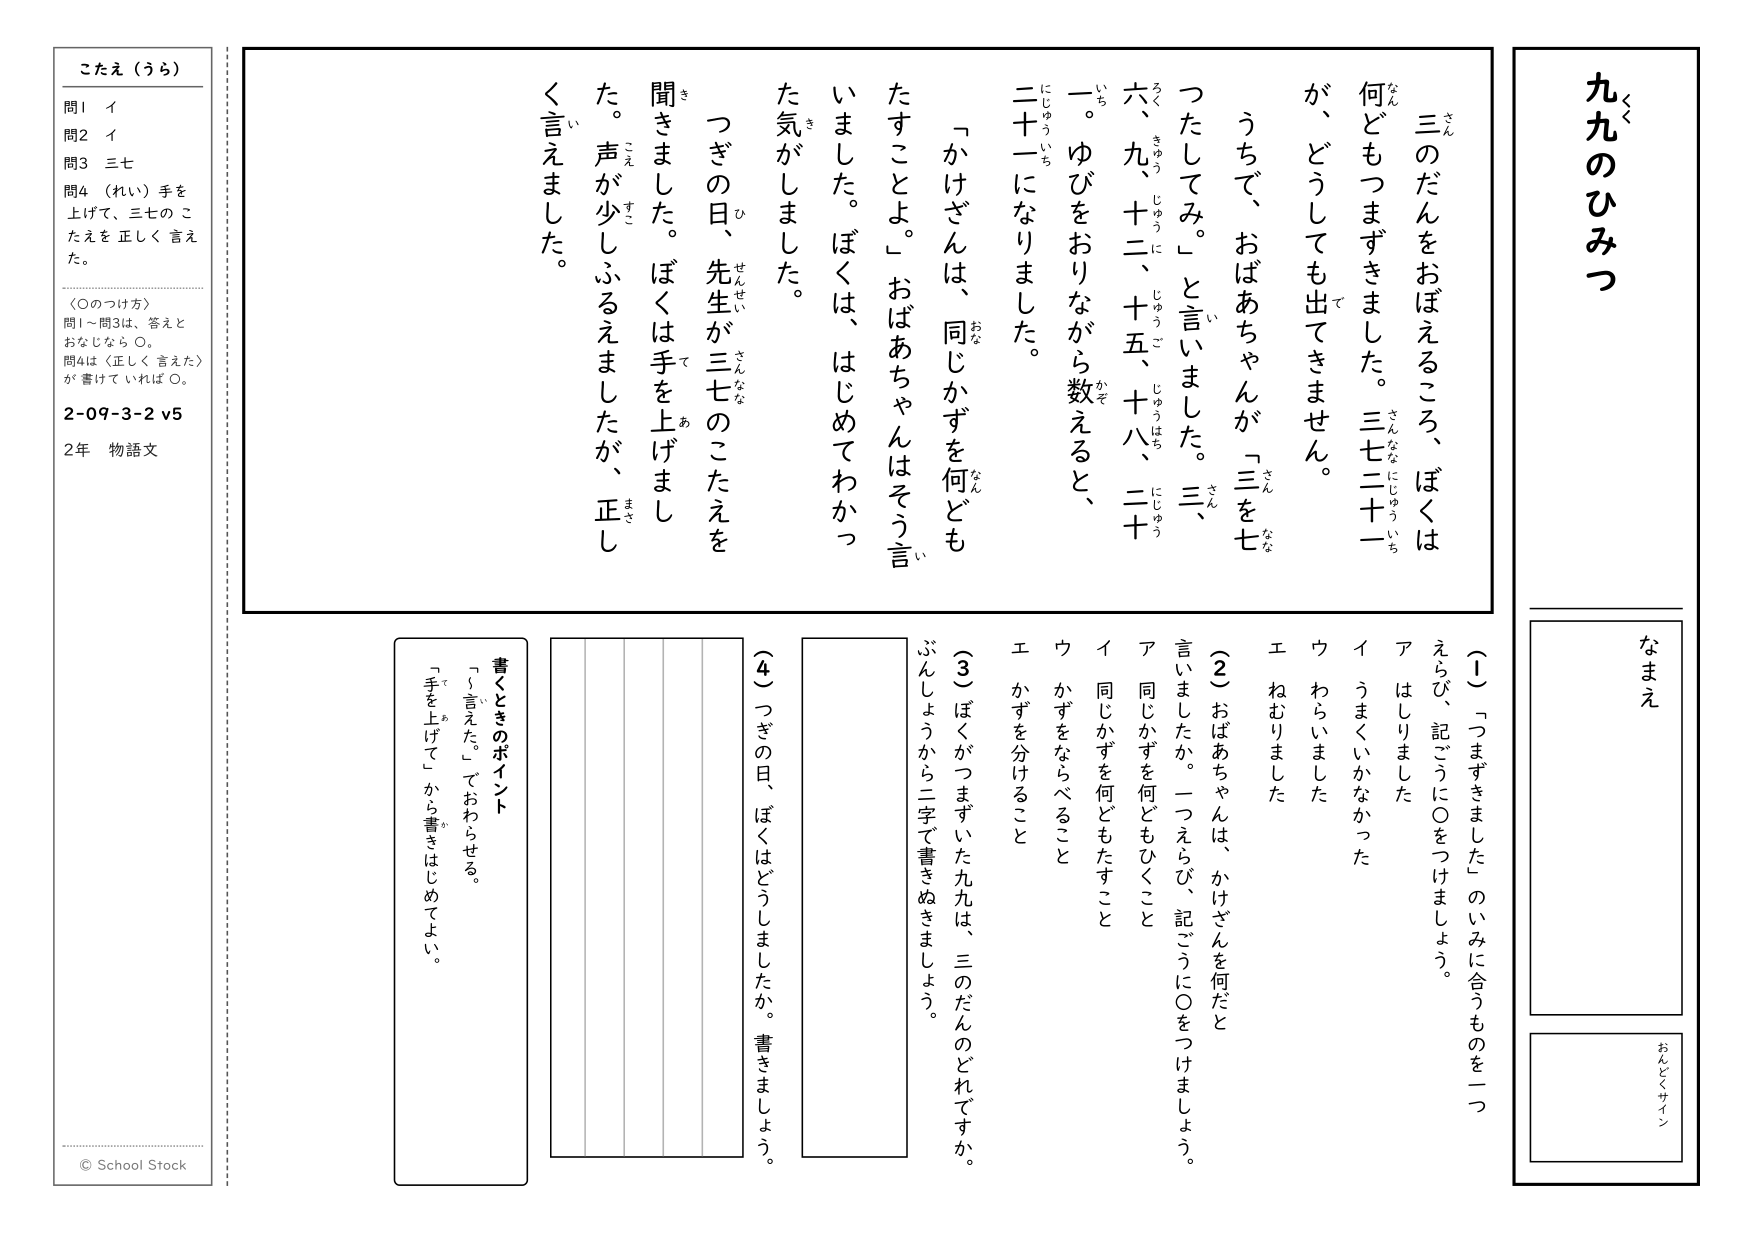 九九のひみつ
くく
なまえ
おんどくサイン
三のだんをおぼえるころ、ぼくは
何どもつまずきました。三七二十一
が、どうしても出てきません。
うちで、おばあちゃんが「三を七
つたしてみ。」と言いました。三、
六、九、十二、十五、十八、二十
一。ゆびをおりながら数えると、
二十一になりました。
「かけざんは、同じかずを何ども
たすことよ。」おばあちゃんはそう言
いました。ぼくは、はじめてわかっ
た気がしました。
つぎの日、先生が三七のこたえを
聞きました。ぼくは手を上げまし
た。声が少しふるえましたが、正し
く言えました。
(1)「つまずきました」のいみに合うものを一つ
えらび、記ごうに〇をつけましょう。
ア はしりました
イ うまくいかなかった
ウ わらいました
エ ねむりました
(2)おばあちゃんは、かけざんを何だと
言いましたか。一つえらび、記ごうに〇をつけましょう。
ア 同じかずを何どもひくこと
イ 同じかずを何どもたすこと
ウ かずをならべること
エ かずを分けること
(3)ぼくがつまずいた九九は、三のだんのどれですか。
ぶんしょうから二字で書きぬきましょう。
(4)つぎの日、ぼくはどうしましたか。書きましょう。
書くときのポイント
「〜言えた。」でおわらせる。
「手を上げて」から書きはじめてよい。
こたえ（うら）
問1 イ
問2 イ
問3 三七
問4 （れい）手を
上げて、三七の こ
たえを 正しく 言え
た。
〈〇のつけ方〉
問1〜問3は、答えと
おなじなら 〇。
問4は〈正しく 言えた〉
が 書けて いれば 〇。
2-09-3-2 v5
2年 物語文
© School Stock